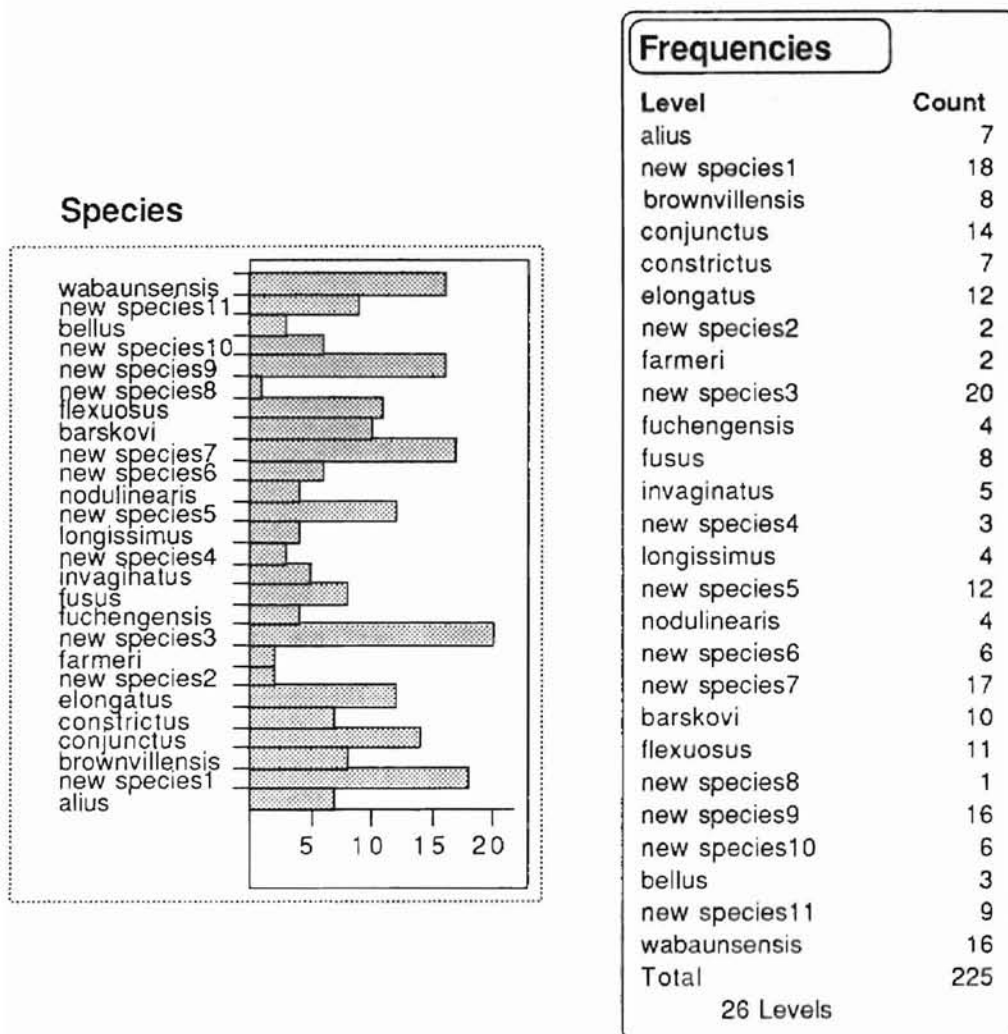 Species
wabaunsensis
new species11
bellus
new species10
new species9
new species8
flexuosus
barskovi
new species7
new species6
nodulinearis
new species5
longissimus
new species4
invaginatus
fusus
fuchengensis
new species3
farmeri
new species2
elongatus
constrictus
conjunctus
brownvillensis
new species1
alius
5 10 15 20
Frequencies
Level Count
alius 7
new species1 18
brownvillensis 8
conjunctus 14
constrictus 7
elongatus 12
new species2 2
farmeri 2
new species3 20
fuchengensis 4
fusus 8
invaginatus 5
new species4 3
longissimus 4
new species5 12
nodulinearis 4
new species6 6
new species7 17
barskovi 10
flexuosus 11
new species8 1
new species9 16
new species10 6
bellus 3
new species11 9
wabaunsensis 16
Total 225
26 Levels